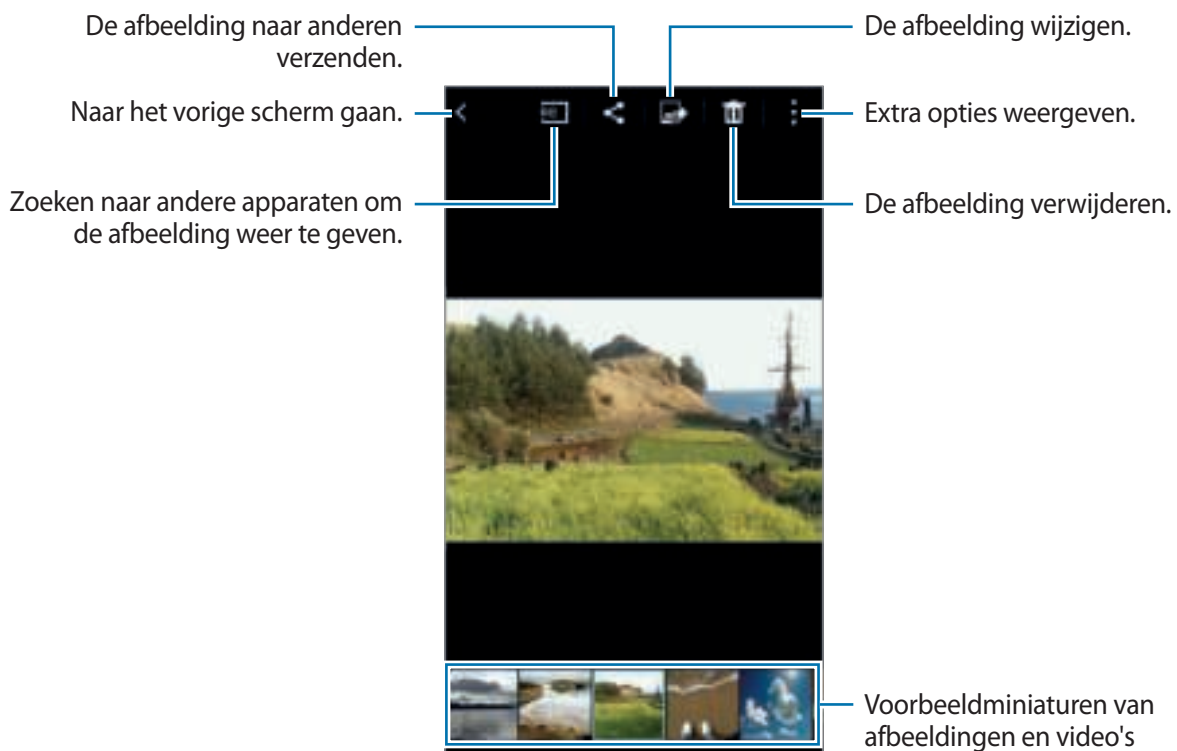 De afbeelding naar anderen
verzenden.
De afbeelding wijzigen.
Naar het vorige scherm gaan.
Extra opties weergeven.
Zoeken naar andere apparaten om
de afbeelding weer te geven.
De afbeelding verwijderen.
Voorbeeldminiaturen van
afbeeldingen en video's